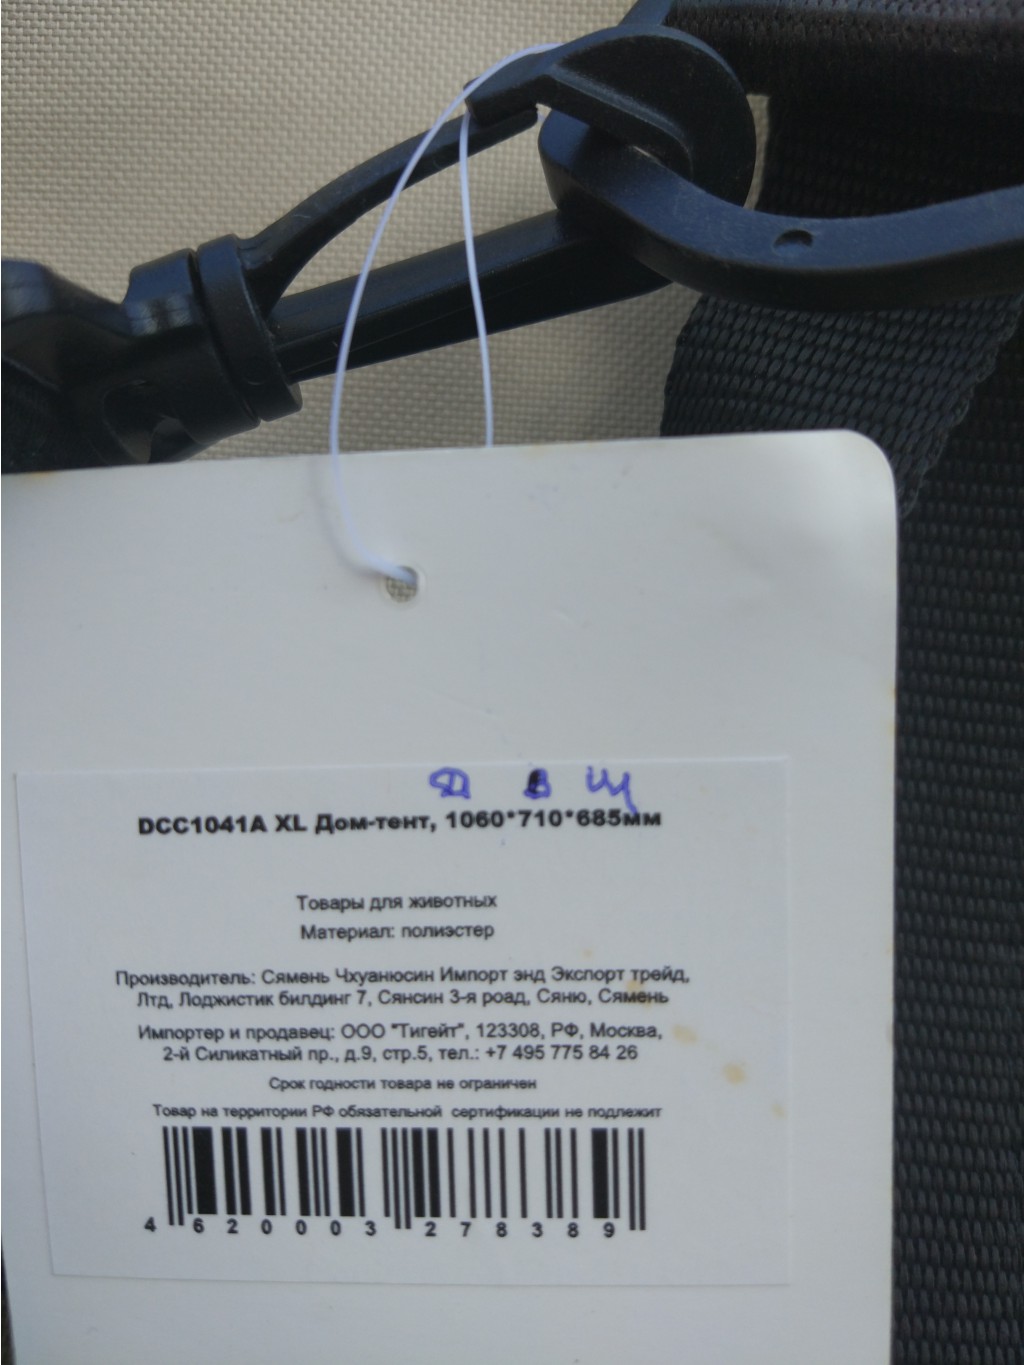 Д В Ш
DCC1041A XL Дом-тент, 1060*710*685мм
Товары для животных
Материал: полиэстер
Производитель: Сямень Чхуанюсин Импорт энд Экспорт трейд,
Лтд, Лоджистик билдинг 7, Сянсин 3-я роад, Сяню, Сямень
Импортер и продавец: ООО "Тигейт", 123308, РФ, Москва,
2-й Силикатный пр., д.9, стр.5, тел.: +7 495 775 84 26
Срок годности товара не ограничен
Товар на территории РФ обязательной сертификации не подлежит
4 620003 278389